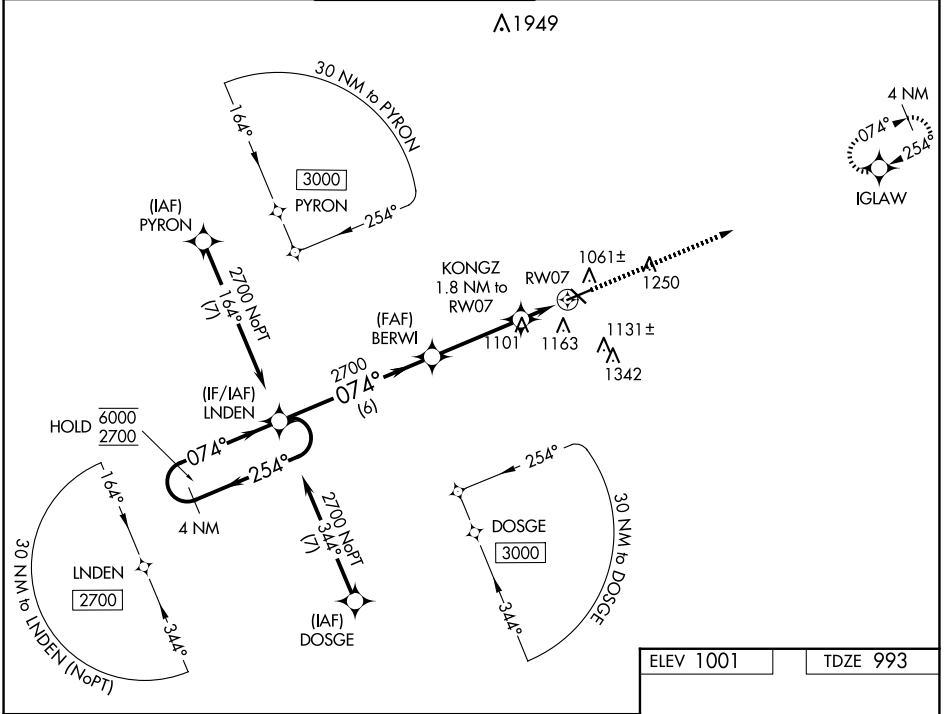 1949
30 NM to PYRON
164°
3000
PYRON
254°
4 NM
074°
254°
IGLAW
(IAF)
PYRON
2700 NoPT
164°
(7)
KONGZ
1.8 NM to
RW07
RW07
1061±
1250
(FAF)
BERWI
1101
1163
1131±
1342
2700
074°
(6)
(IF/IAF)
LNDEN
HOLD 6000
2700
074°
254°
4 NM
2700 NoPT
344°
(7)
(IAF)
DOSGE
164°
LNDEN
2700
344°
30 NM to LNDEN (NoPT)
254°
DOSGE
3000
344°
30 NM to DOSGE
ELEV 1001
TDZE 993